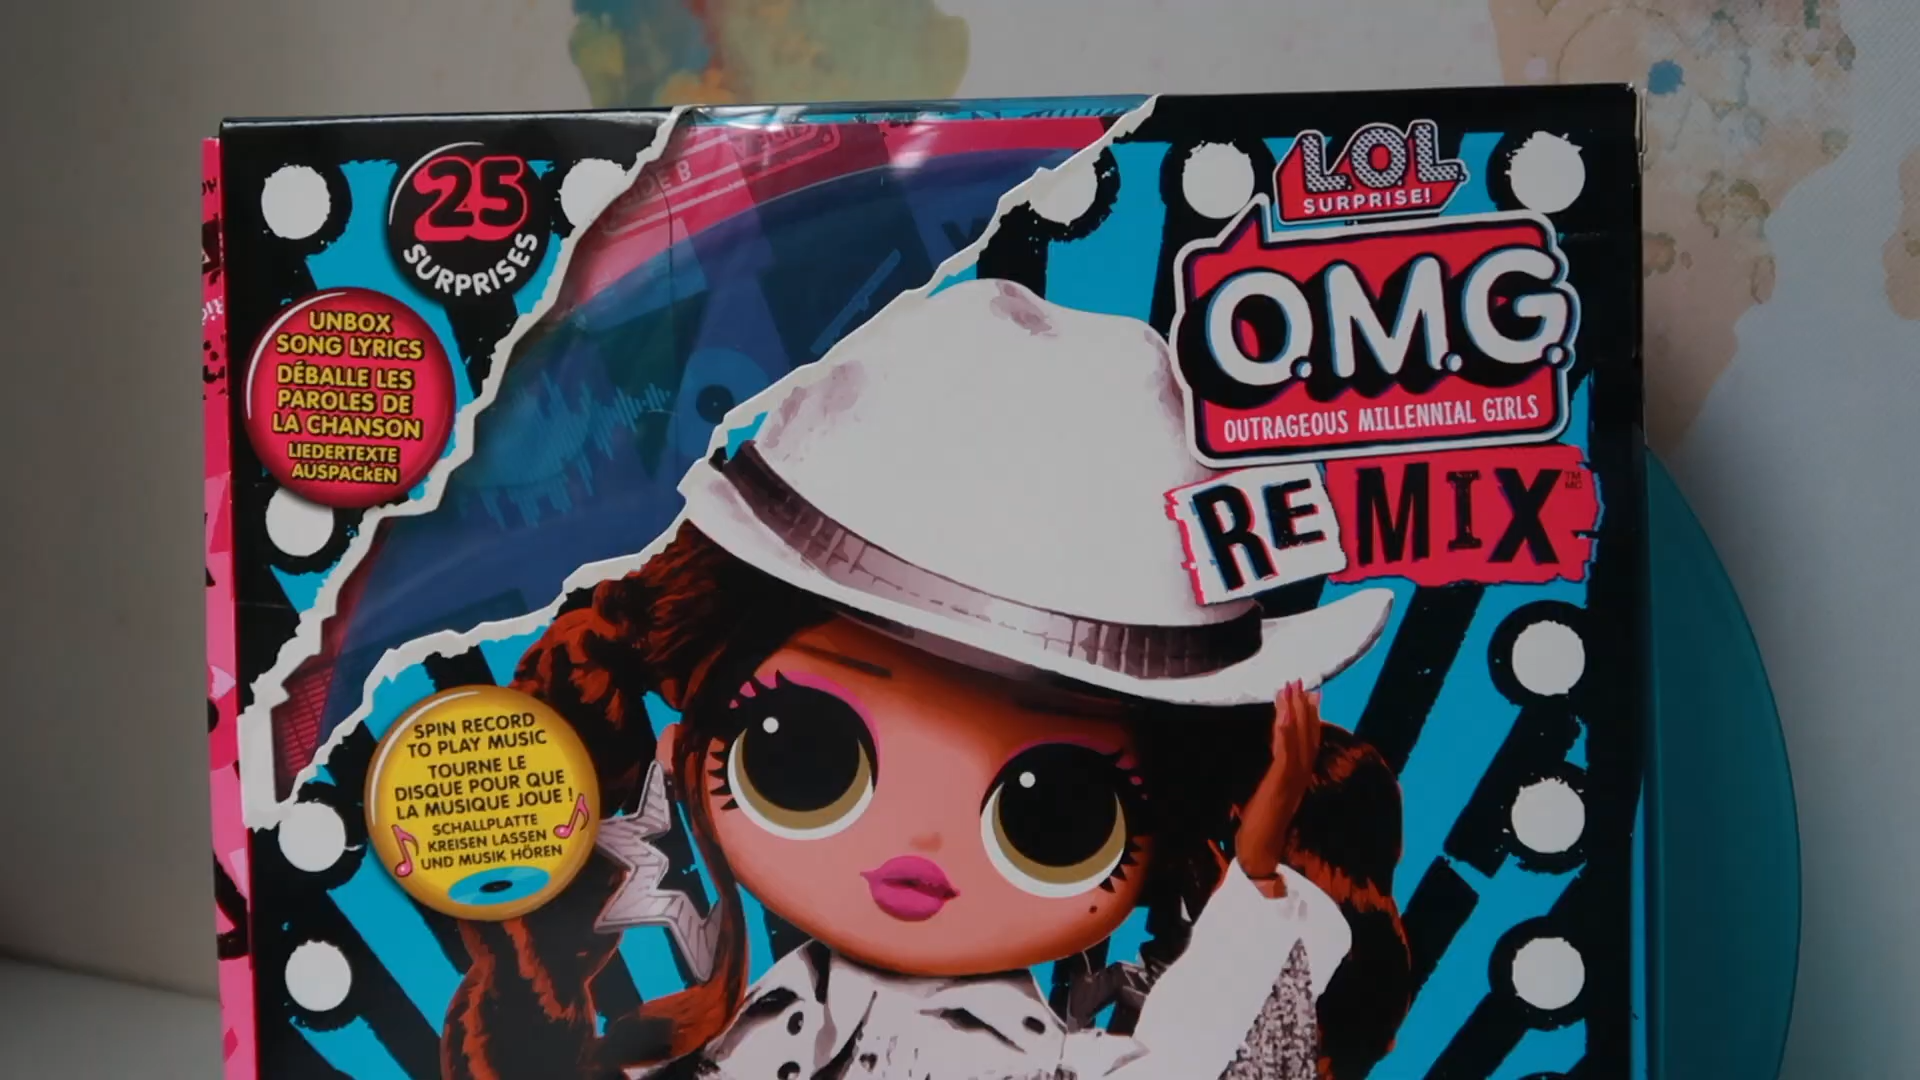 25
SURPRISES
UNBOX
SONG LYRICS
DÉBALLE LES
PAROLES DE
LA CHANSON
LIEDERTEXTE
AUSPACkEN
SPIN RECORD
TO PLAY MUSIC
TOURNE LE
DISQUE POUR QUE
LA MUSIQUE JOUE !
SCHALLPLATTE
KREISEN LASSEN
UND MUSIK HÖREN
L.O.L.
SURPRISE!
O.M.G.
OUTRAGEOUS MILLENNIAL GIRLS
REMIX
TM
MC